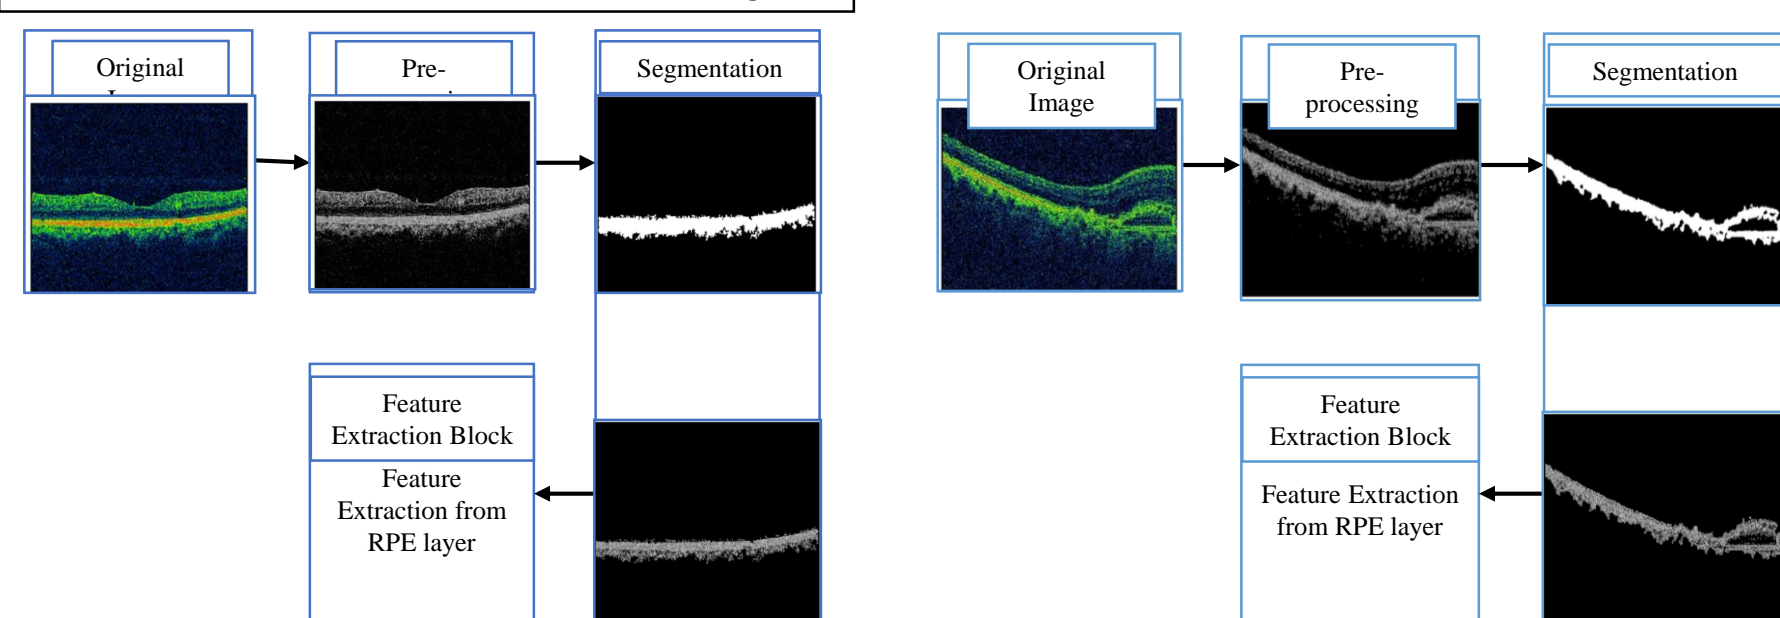 Original
Pre-
Segmentation
Feature
Extraction Block
Feature
Extraction from
RPE layer
Original
Image
Pre-
processing
Segmentation
Feature
Extraction Block
Feature Extraction
from RPE layer